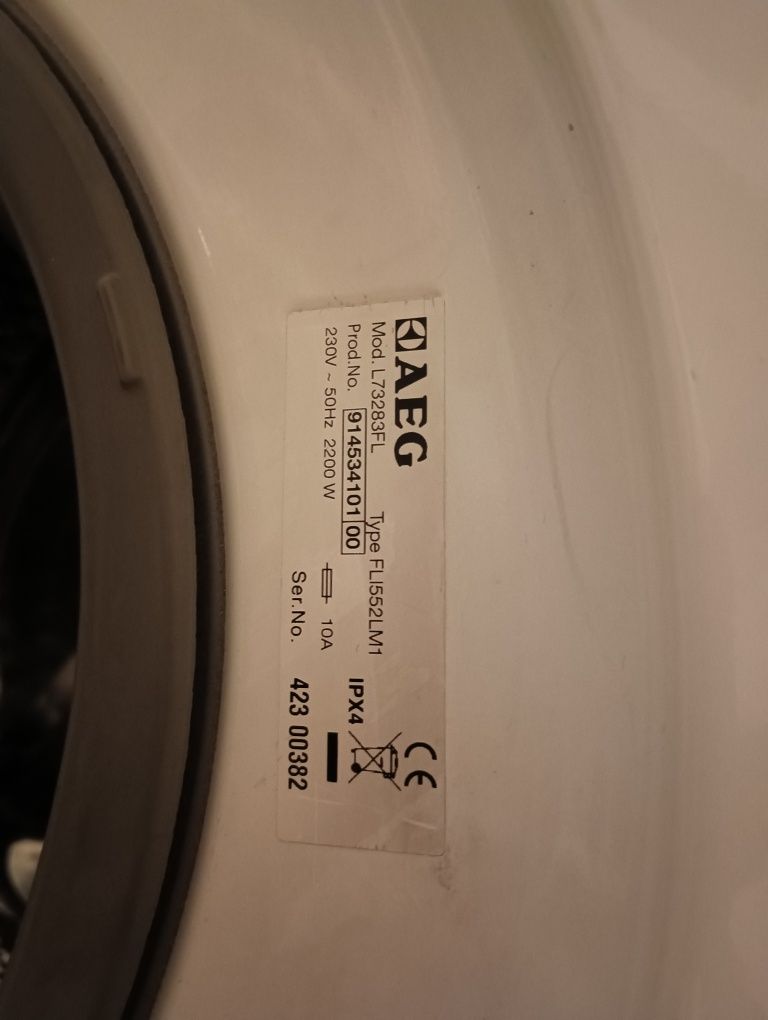 AEG
Mod. L73283FL Type FLI552LM1
Prod.No. 914534101 00 IPX4
230V ~ 50Hz 2200 W 10A
Ser.No. 423 00382
CE